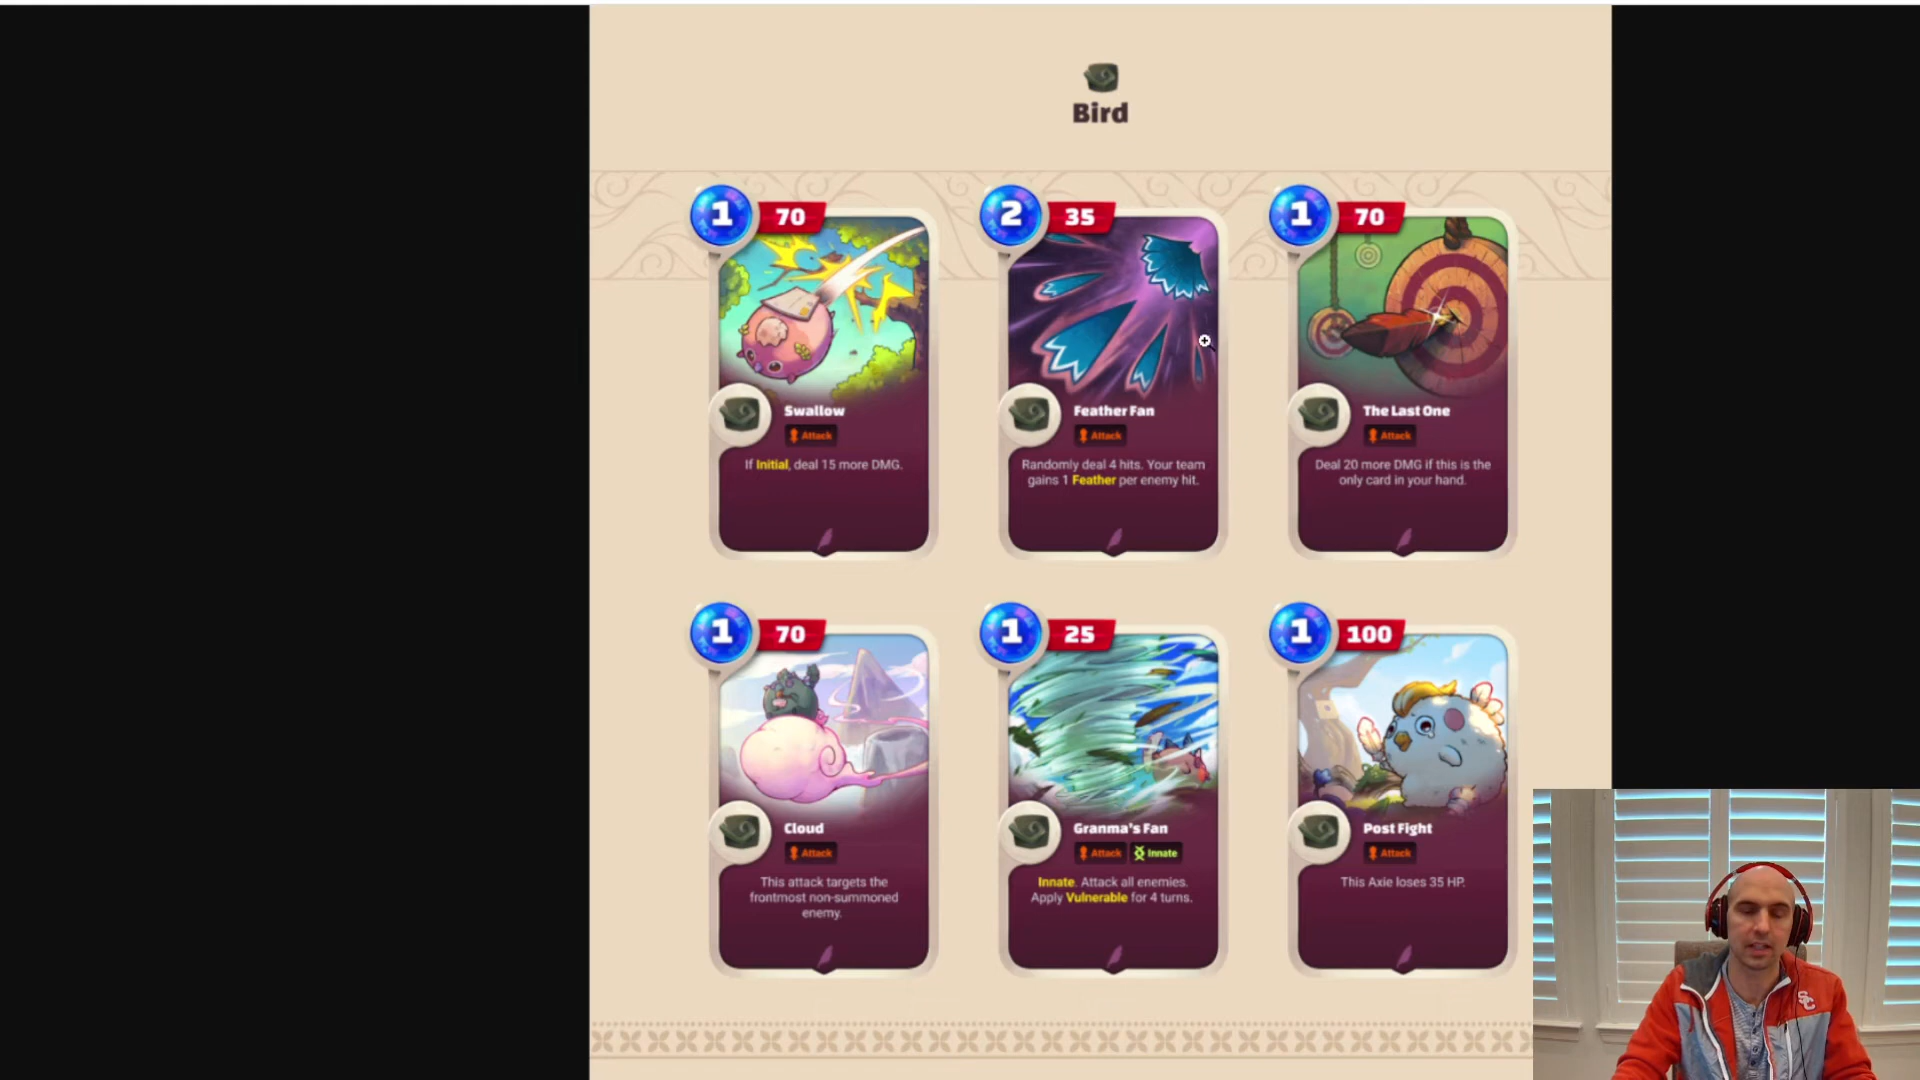 Bird
1 70
2 35
1 70
Swallow
Attack
If Initial, deal 15 more DMG.
Feather Fan
Attack
Randomly deal 4 hits. Your team
gains 1 Feather per enemy hit.
The Last One
Attack
Deal 20 more DMG if this is the
only card in your hand.
1 70
1 25
1 100
Cloud
Attack
This attack targets the
frontmost non-summoned
enemy.
Granma's Fan
Attack Innate
Innate. Attack all enemies.
Apply Vulnerable for 4 turns.
Post Fight
Attack
This Axie loses 35 HP.
SC